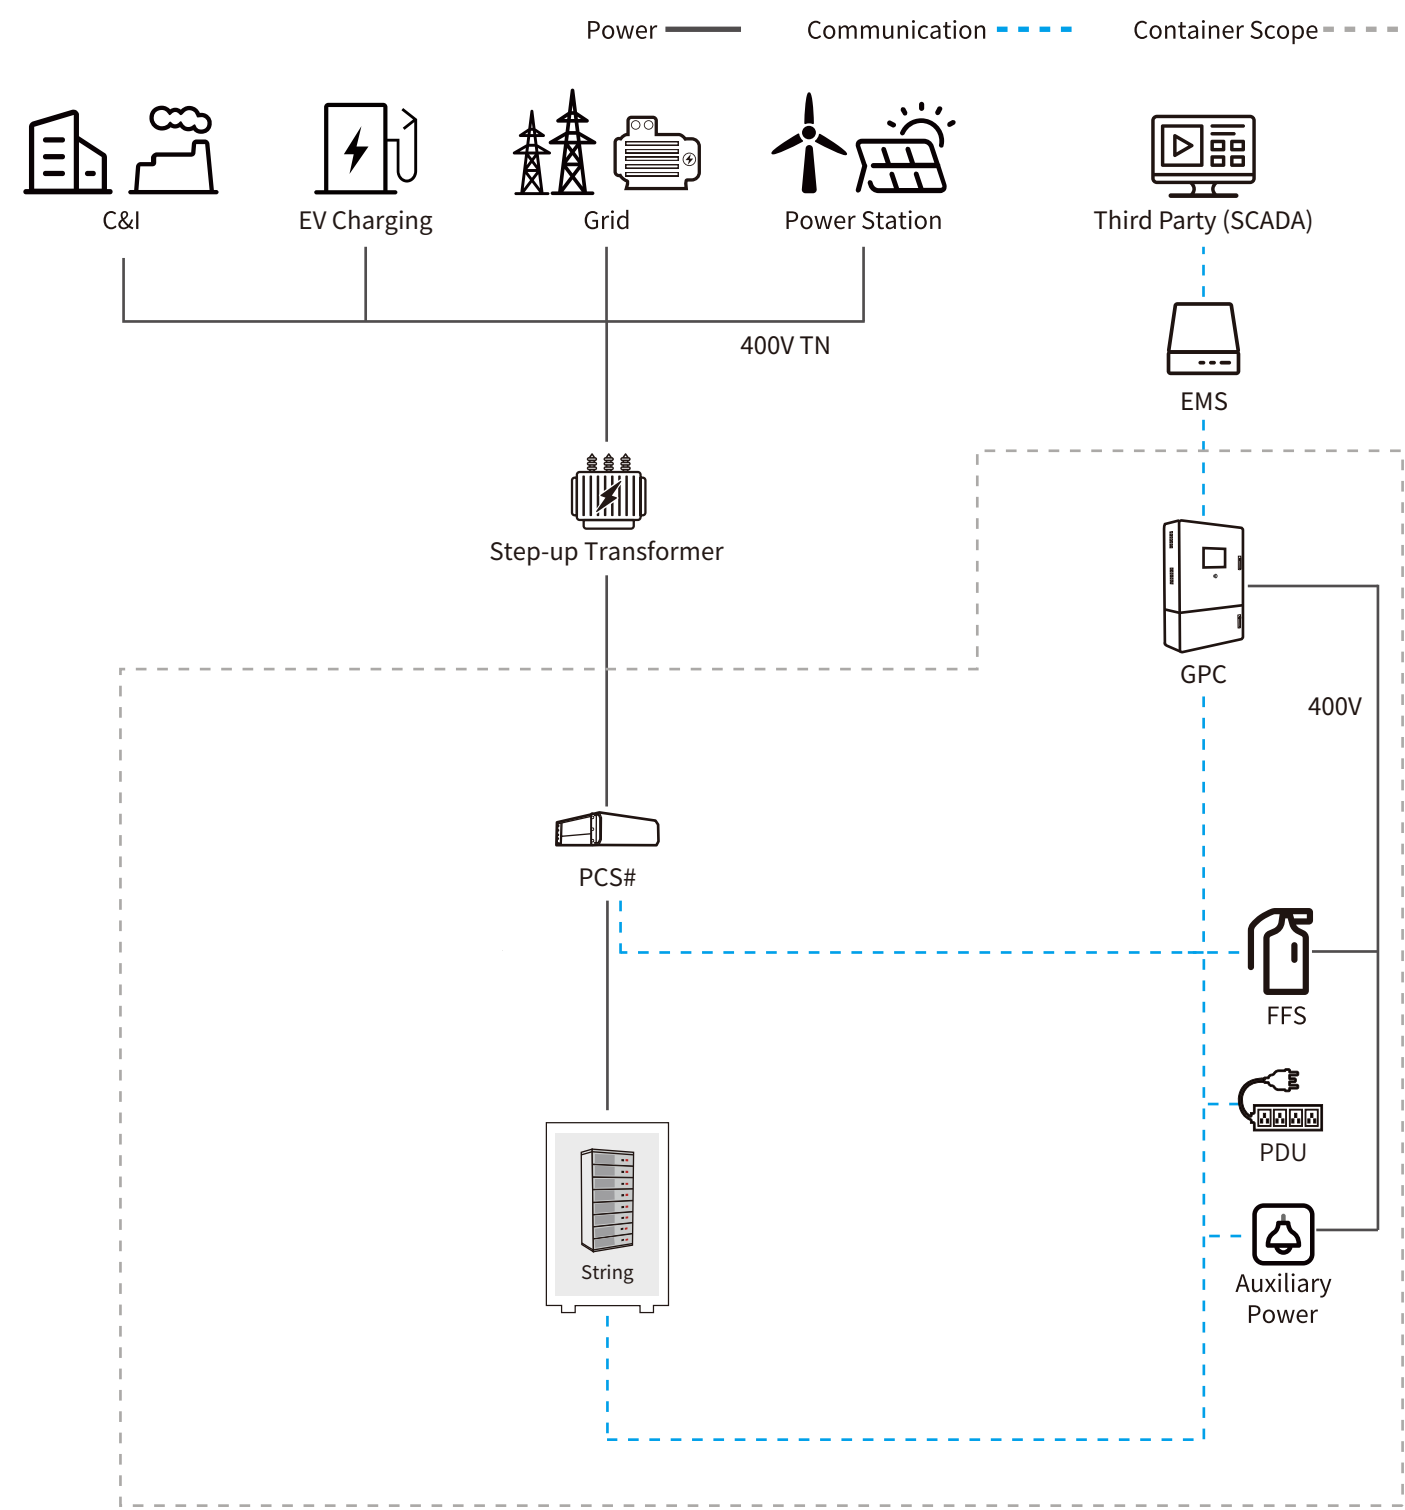 Power
Communication
Container Scope
C&I
EV Charging
Grid
Power Station
Third Party (SCADA)
400V TN
EMS
Step-up Transformer
GPC
400V
PCS#
FFS
PDU
String
Auxiliary
Power